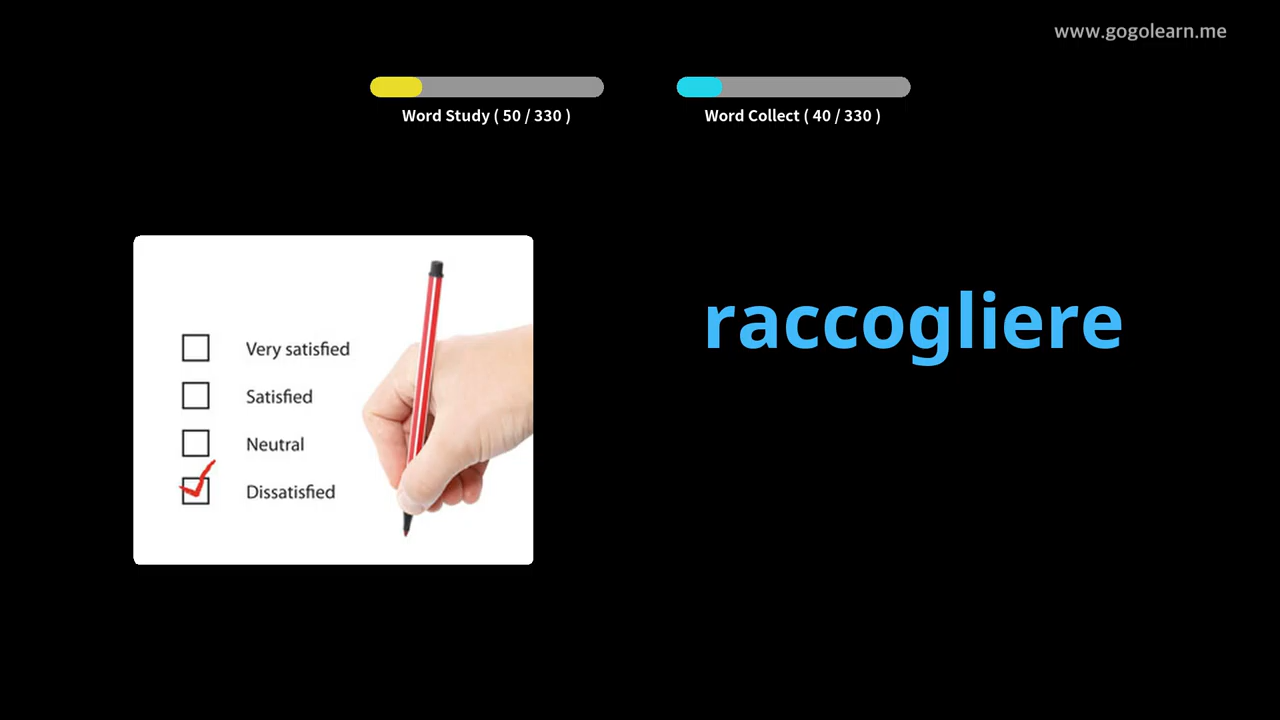 www.gogolearn.me
Word Study ( 50 / 330 )
Word Collect ( 40 / 330 )
Very satisfied
Satisfied
Neutral
Dissatisfied
raccogliere